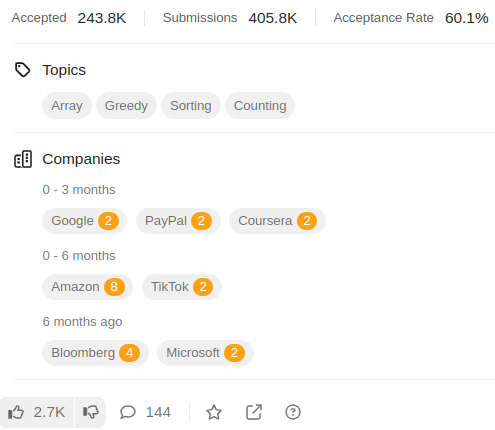 Accepted 243.8K Submissions 405.8K Acceptance Rate 60.1%
Topics
Array Greedy Sorting Counting
Companies
0 - 3 months
Google 2 PayPal 2 Coursera 2
0 - 6 months
Amazon 8 TikTok 2
6 months ago
Bloomberg 4 Microsoft 2
2.7K 144